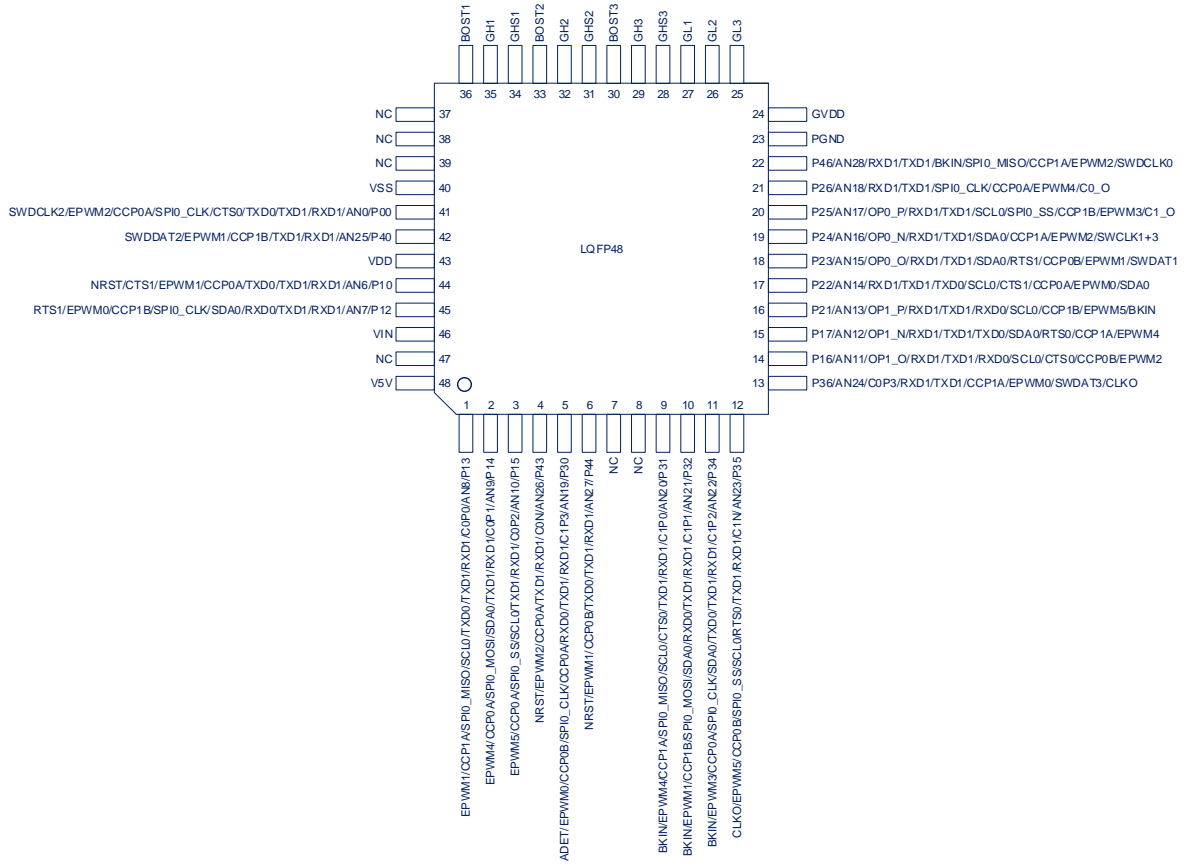 BOST1
GH1
GHS1
BOST2
GH2
GHS2
BOST3
GH3
GHS3
GL1
GL2
GL3
36
35
34
33
32
31
30
29
28
27
26
25
NC 37
NC 38
NC 39
VSS 40
SWDCLK2/EPWM2/CCP0A/SPI0_CLK/CTS0/TXD0/TXD1/RXD1/AN0/P00 41
SWDDAT2/EPWM1/CCP1B/TXD1/RXD1/AN25/P40 42
VDD 43
NRST/CTS1/EPWM1/CCP0A/TXD0/TXD1/RXD1/AN6/P10 44
RTS1/EPWM0/CCP1B/SPI0_CLK/SDA0/RXD0/TXD1/RXD1/AN7/P12 45
VIN 46
NC 47
V5V 48
LQFP48
24 GVDD
23 PGND
22 P46/AN28/RXD1/TXD1/BKIN/SPI0_MISO/CCP1A/EPWM2/SWDCLK0
21 P26/AN18/RXD1/TXD1/SPI0_CLK/CCP0A/EPWM4/C0_O
20 P25/AN17/OP0_P/RXD1/TXD1/SCL0/SPI0_SS/CCP1B/EPWM3/C1_O
19 P24/AN16/OP0_N/RXD1/TXD1/SDA0/CCP1A/EPWM2/SWCLK1+3
18 P23/AN15/OP0_O/RXD1/TXD1/SDA0/RTS1/CCP0B/EPWM1/SWDAT1
17 P22/AN14/RXD1/TXD1/TXD0/SCL0/CTS1/CCP0A/EPWM0/SDA0
16 P21/AN13/OP1_P/RXD1/TXD1/RXD0/SCL0/CCP1B/EPWM5/BKIN
15 P17/AN12/OP1_N/RXD1/TXD1/TXD0/SDA0/RTS0/CCP1A/EPWM4
14 P16/AN11/OP1_O/RXD1/TXD1/RXD0/SCL0/CTS0/CCP0B/EPWM2
13 P36/AN24/C0P3/RXD1/TXD1/CCP1A/EPWM0/SWDAT3/CLKO
1
2
3
4
5
6
7
8
9
10
11
12
EPWM1/CCP1A/SPI0_MISO/SCL0/TXD0/TXD1/RXD1/C0P0/AN8/P13
EPWM4/CCP0A/SPI0_MOSI/SDA0/TXD1/RXD1/C0P1/AN9/P14
EPWM5/CCP0A/SPI0_SS/SCL0/TXD1/RXD1/C0P2/AN10/P15
NRST/EPWM2/CCP0A/TXD1/RXD1/C0N/AN26/P43
ADET/EPWM0/CCP0B/SPI0_CLK/CCP0A/RXD0/TXD1/RXD1/C1P3/AN19/P30
NRST/EPWM1/CCP0B/TXD0/TXD1/RXD1/AN27/P44
NC
NC
BKIN/EPWM4/CCP1A/SPI0_MISO/SCL0/CTS0/TXD1/RXD1/C1P0/AN20/P31
BKIN/EPWM1/CCP1B/SPI0_MOSI/SDA0/RXD0/TXD1/RXD1/C1P1/AN21/P32
BKIN/EPWM3/CCP0A/SPI0_CLK/SDA0/TXD0/TXD1/RXD1/C1P2/AN22/P34
CLKO/EPWM5/CCP0B/SPI0_SS/SCL0/RTS0/TXD1/RXD1/C1N/AN23/P35